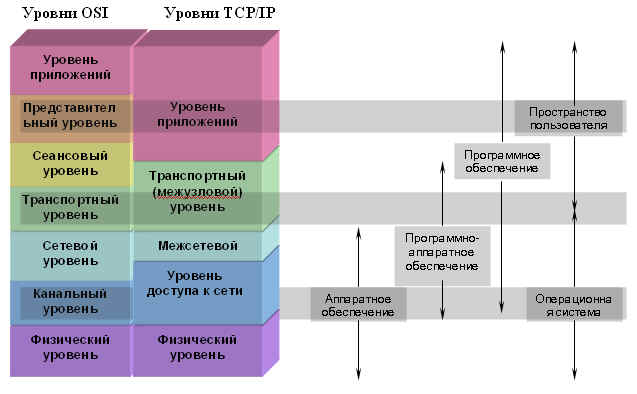 Уровни OSI
Уровни TCP/IP
Уровень
приложений
Представител
ьный уровень
Сеансовый
уровень
Транспортный
уровень
Сетевой
уровень
Канальный
уровень
Физический
уровень
Уровень
приложений
Транспортный
(межузловой)
уровень
Межсетевой
Уровень
доступа к сети
Физический
уровень
Аппаратное
обеспечение
Программно-
аппаратное
обеспечение
Программное
обеспечение
Пространство
пользователя
Операционна
я система